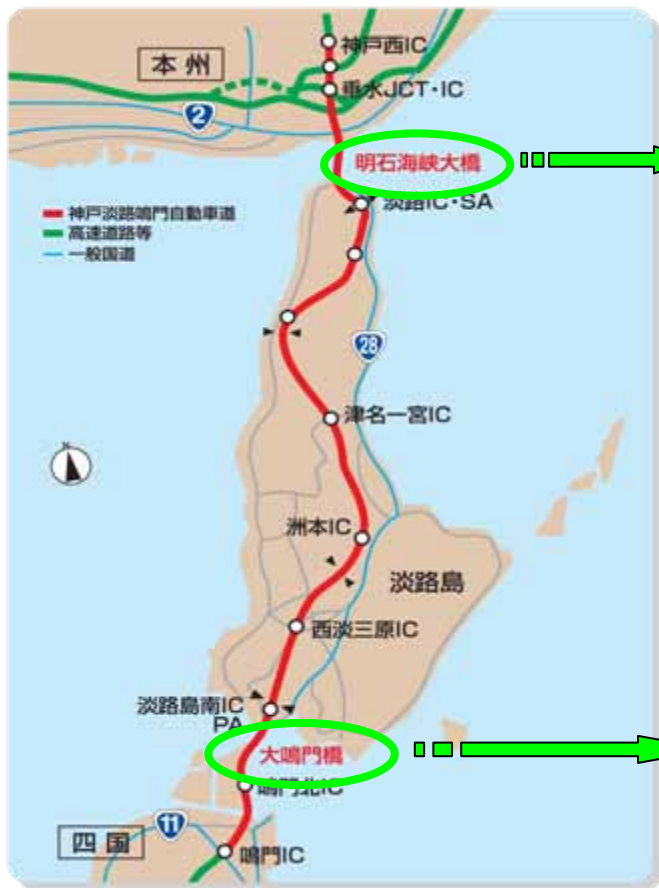 神戸西IC
本州
垂水JCT・IC
2
明石海峡大橋
淡路IC・SA
神戸淡路鳴門自動車道
高速道路等
一般国道
28
津名一宮IC
N
洲本IC
淡路島
西淡三原IC
淡路島南IC
PA
大鳴門橋
鳴門北IC
11
四国
鳴門IC